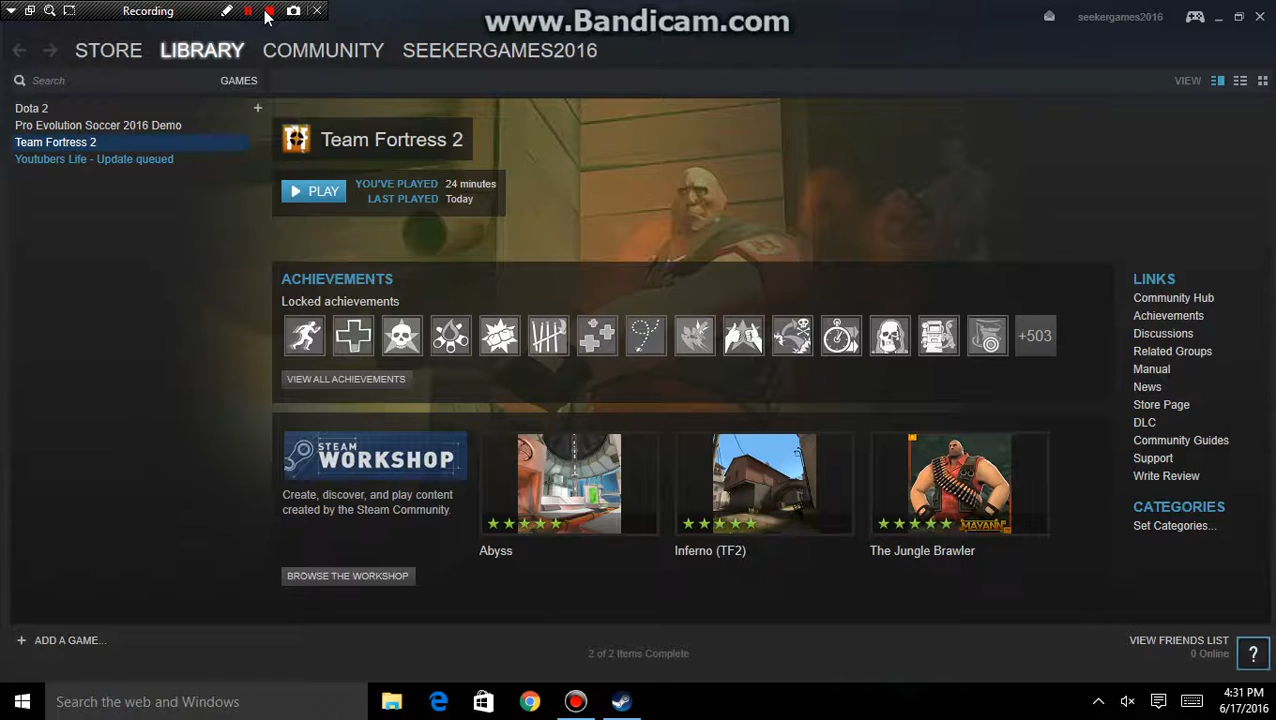 Recording
www.Bandicam.com
seekergames2016
STORE LIBRARY COMMUNITY SEEKERGAMES2016
Search GAMES
VIEW
Dota 2
Pro Evolution Soccer 2016 Demo
Team Fortress 2
Youtubers Life - Update queued
Team Fortress 2
PLAY
YOU'VE PLAYED 24 minutes
LAST PLAYED Today
ACHIEVEMENTS
Locked achievements
+503
VIEW ALL ACHIEVEMENTS
STEAM
WORKSHOP
Create, discover, and play content
created by the Steam Community.
BROWSE THE WORKSHOP
Abyss
Inferno (TF2)
MAYANN
The Jungle Brawler
LINKS
Community Hub
Achievements
Discussions
Related Groups
Manual
News
Store Page
DLC
Community Guides
Support
Write Review
CATEGORIES
Set Categories...
+ ADD A GAME...
2 of 2 Items Complete
VIEW FRIENDS LIST
0 Online
?
Search the web and Windows
4:31 PM
6/17/2016